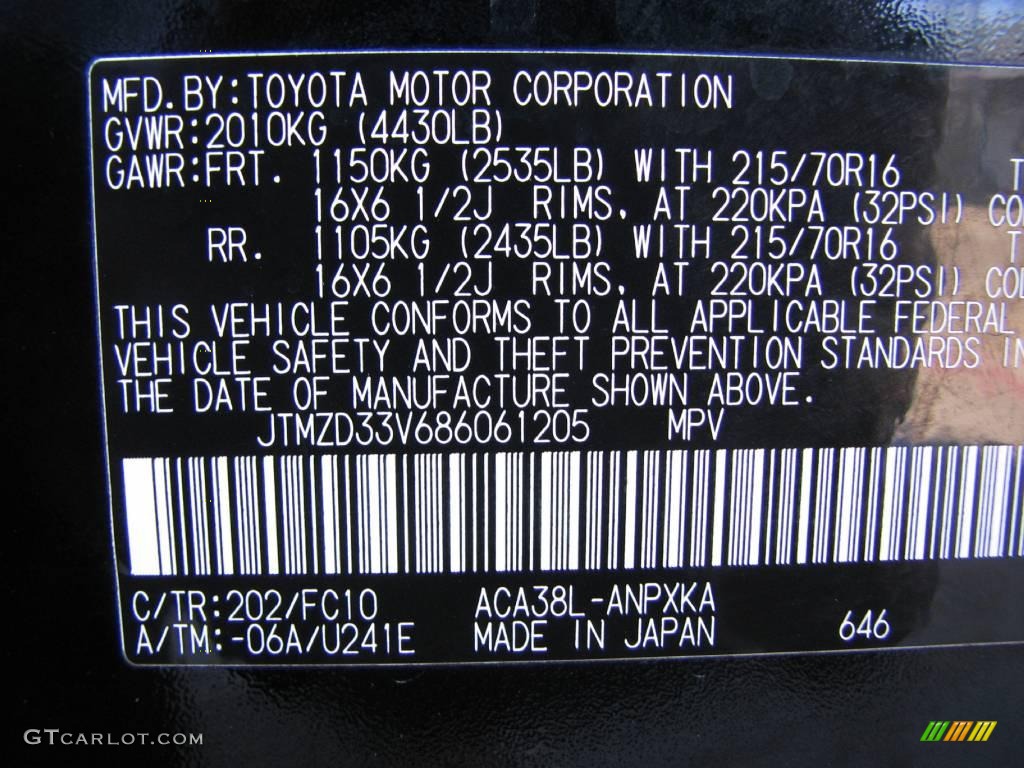 MFD.BY:TOYOTA MOTOR CORPORATION
GVWR:2010KG (4430LB)
GAWR:FRT. 1150KG (2535LB) WITH 215/70R16 T
16X6 1/2J RIMS, AT 220KPA (32PSI) CO
RR. 1105KG (2435LB) WITH 215/70R16 T
16X6 1/2J RIMS, AT 220KPA (32PSI) COL
THIS VEHICLE CONFORMS TO ALL APPLICABLE FEDERAL
VEHICLE SAFETY AND THEFT PREVENTION STANDARDS IN
THE DATE OF MANUFACTURE SHOWN ABOVE.
JTMZD33V686061205 MPV
C/TR:202/FC10 ACA38L-ANPXKA
A/TM:-06A/U241E MADE IN JAPAN 646
GTCARLOT.COM